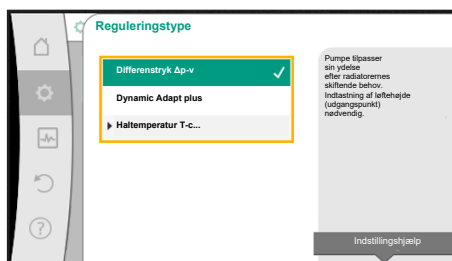 Reguleringstype
Differenstryk Δp-v
Dynamic Adapt plus
Haltemperatur T-c...
Pumpe tilpasser
sin ydelse
efter radiatorernes
skiftende behov.
Indtastning af løftehøjde
(udgangspunkt)
nødvendig.
Indstillingshjælp